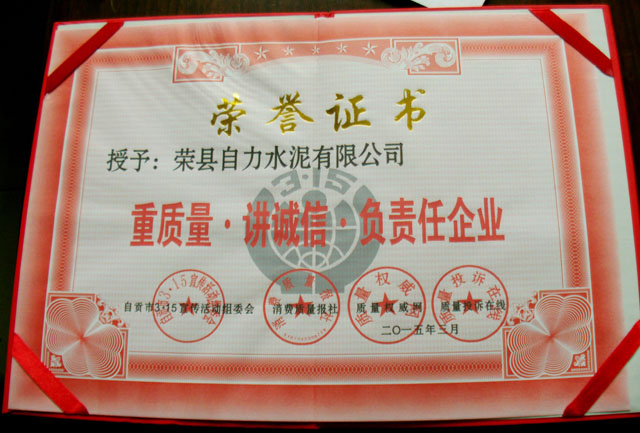 荣誉证书
授予：荣县自力水泥有限公司
3·15
重质量·讲诚信·负责任企业
自贡市3·15宣传活动组委会 消费质量报社 质量权威网 质量投诉在线
二〇一五年三月